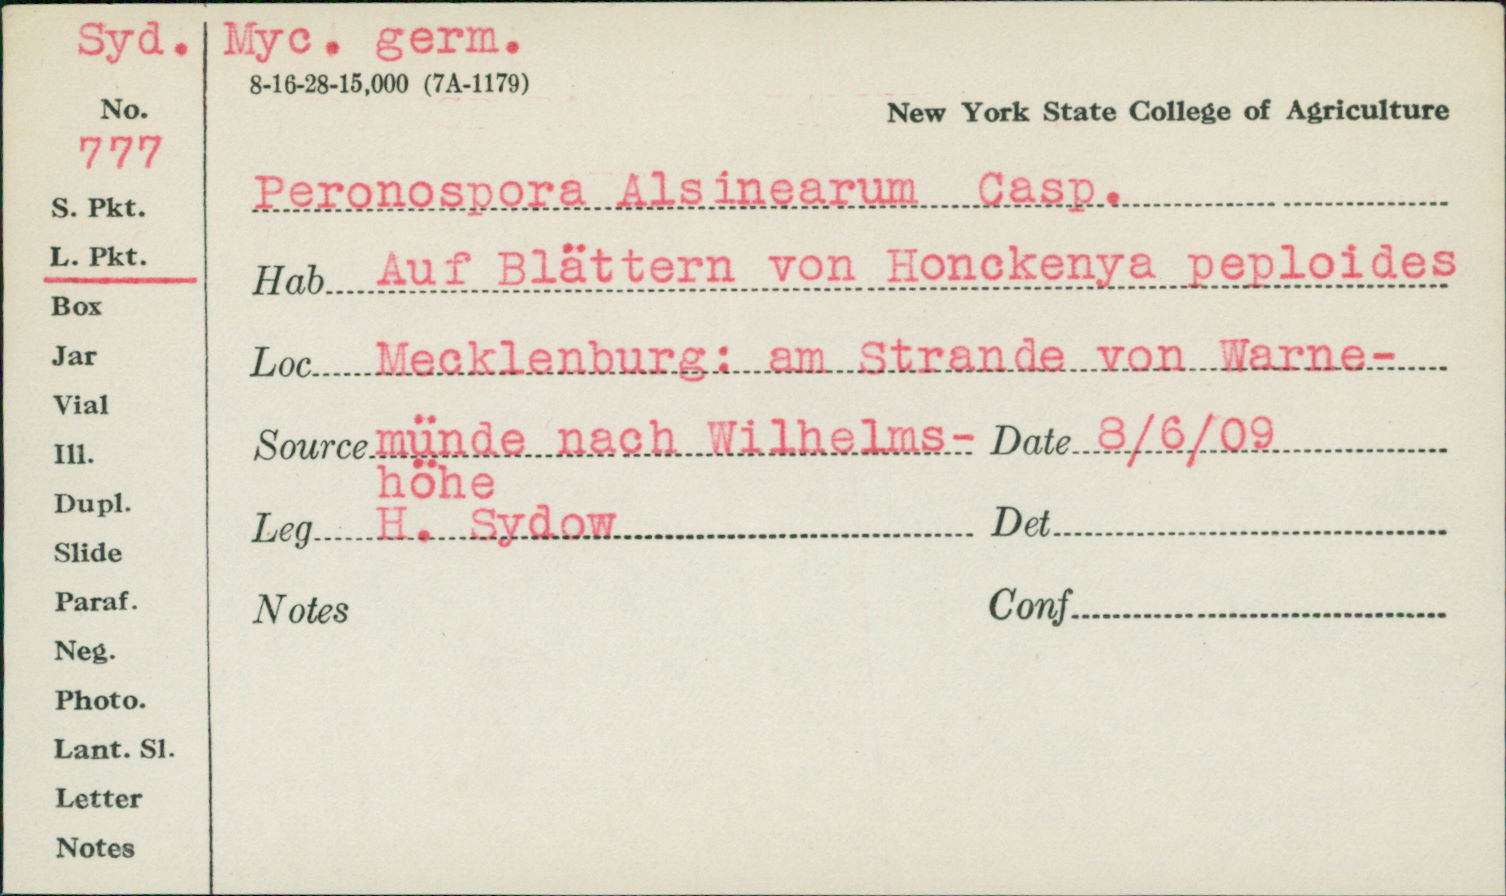 Syd. Myc. germ.
8-16-28-15,000 (7A-1179)
New York State College of Agriculture
No.
777
S. Pkt.
L. Pkt.
Box
Jar
Vial
Ill.
Dupl.
Slide
Paraf.
Neg.
Photo.
Lant. Sl.
Letter
Notes
Peronospora Alsinearum Casp.
Hab Auf Blättern von Honckenya peploides
Loc Mecklenburg: am Strande von Warne-
Source münde nach Wilhelms- Date 8/6/09
höhe
Leg H. Sydow Det
Notes Conf